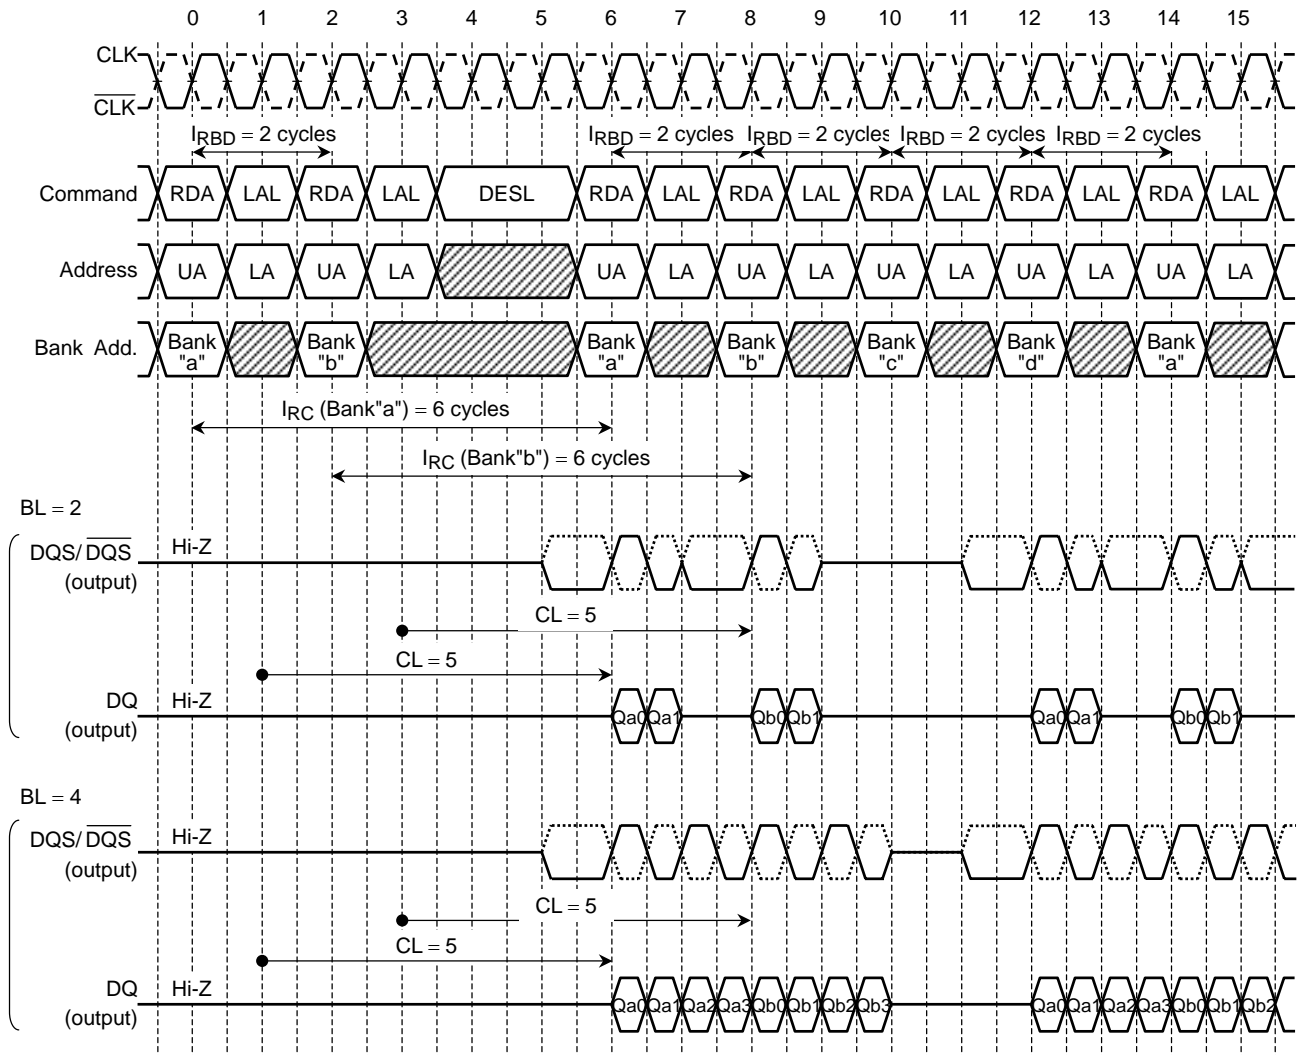 0 1 2 3 4 5 6 7 8 9 10 11 12 13 14 15
CLK
CLK
IRBD = 2 cycles IRBD = 2 cycles IRBD = 2 cycles IRBD = 2 cycles IRBD = 2 cycles
Command RDA LAL RDA LAL DESL RDA LAL RDA LAL RDA LAL RDA LAL RDA LAL
Address UA LA UA LA UA LA UA LA UA LA UA LA UA LA
Bank Add. Bank "a" Bank "b" Bank "a" Bank "b" Bank "c" Bank "d" Bank "a"
IRC (Bank"a") = 6 cycles
IRC (Bank"b") = 6 cycles
BL = 2
DQS/ DQS Hi-Z
(output)
CL = 5
CL = 5
DQ Hi-Z
(output) Qa0 Qa1 Qb0 Qb1 Qa0 Qa1 Qb0 Qb1
BL = 4
DQS/ DQS Hi-Z
(output)
CL = 5
CL = 5
DQ Hi-Z
(output) Qa0 Qa1 Qa2 Qa3 Qb0 Qb1 Qb2 Qb3 Qa0 Qa1 Qa2 Qa3 Qb0 Qb1 Qb2